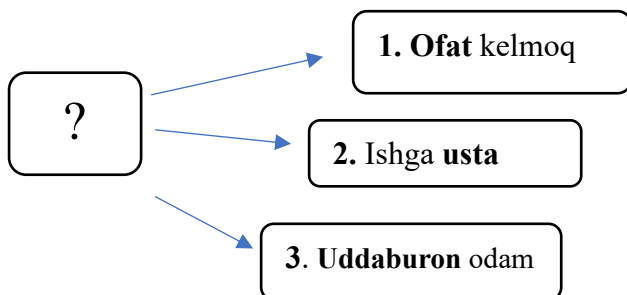 1. Ofat kelmoq
?
2. Ishga usta
3. Uddaburon odam